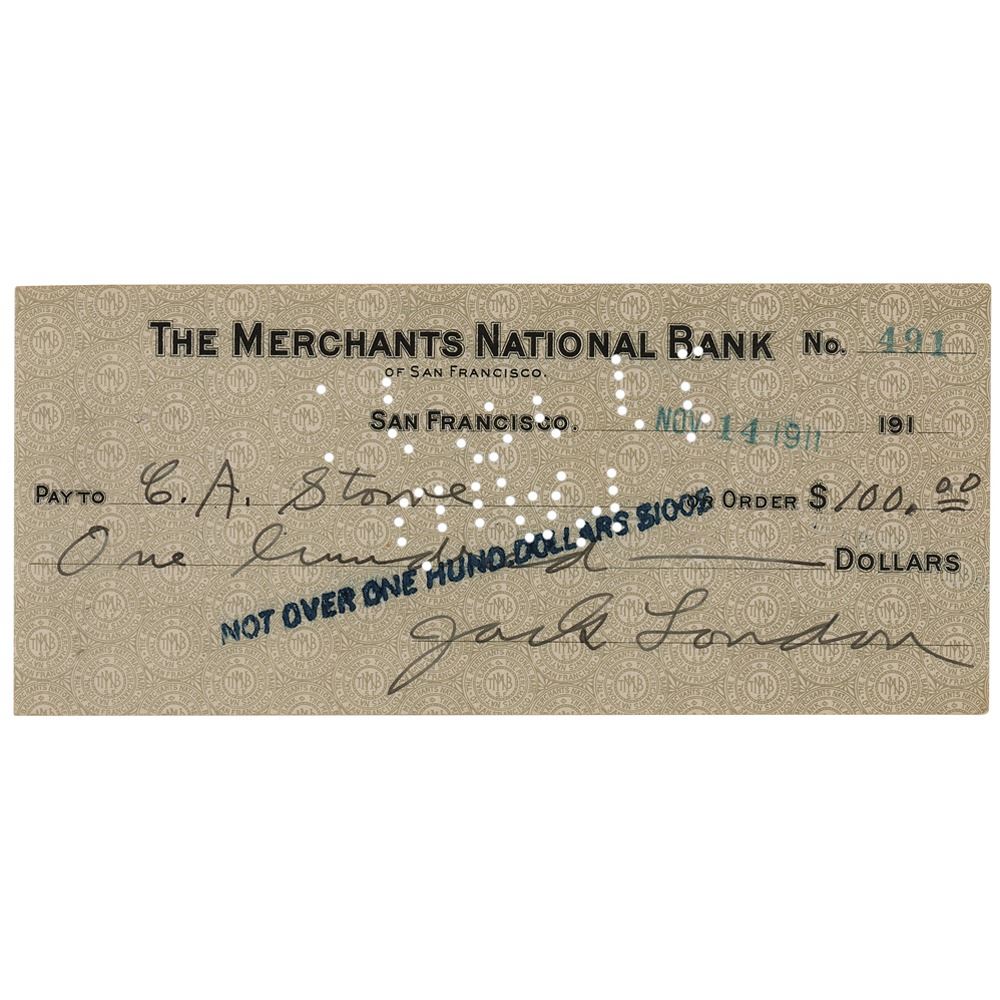 THE MERCHANTS NATIONAL BANK No. 491
OF SAN FRANCISCO.
SAN FRANCISCO. NOV 14 1911 191
PAY TO C. A. Stone OR ORDER $ 100.00
One hundred DOLLARS
NOT OVER ONE HUND. DOLLARS $100$
Jack London